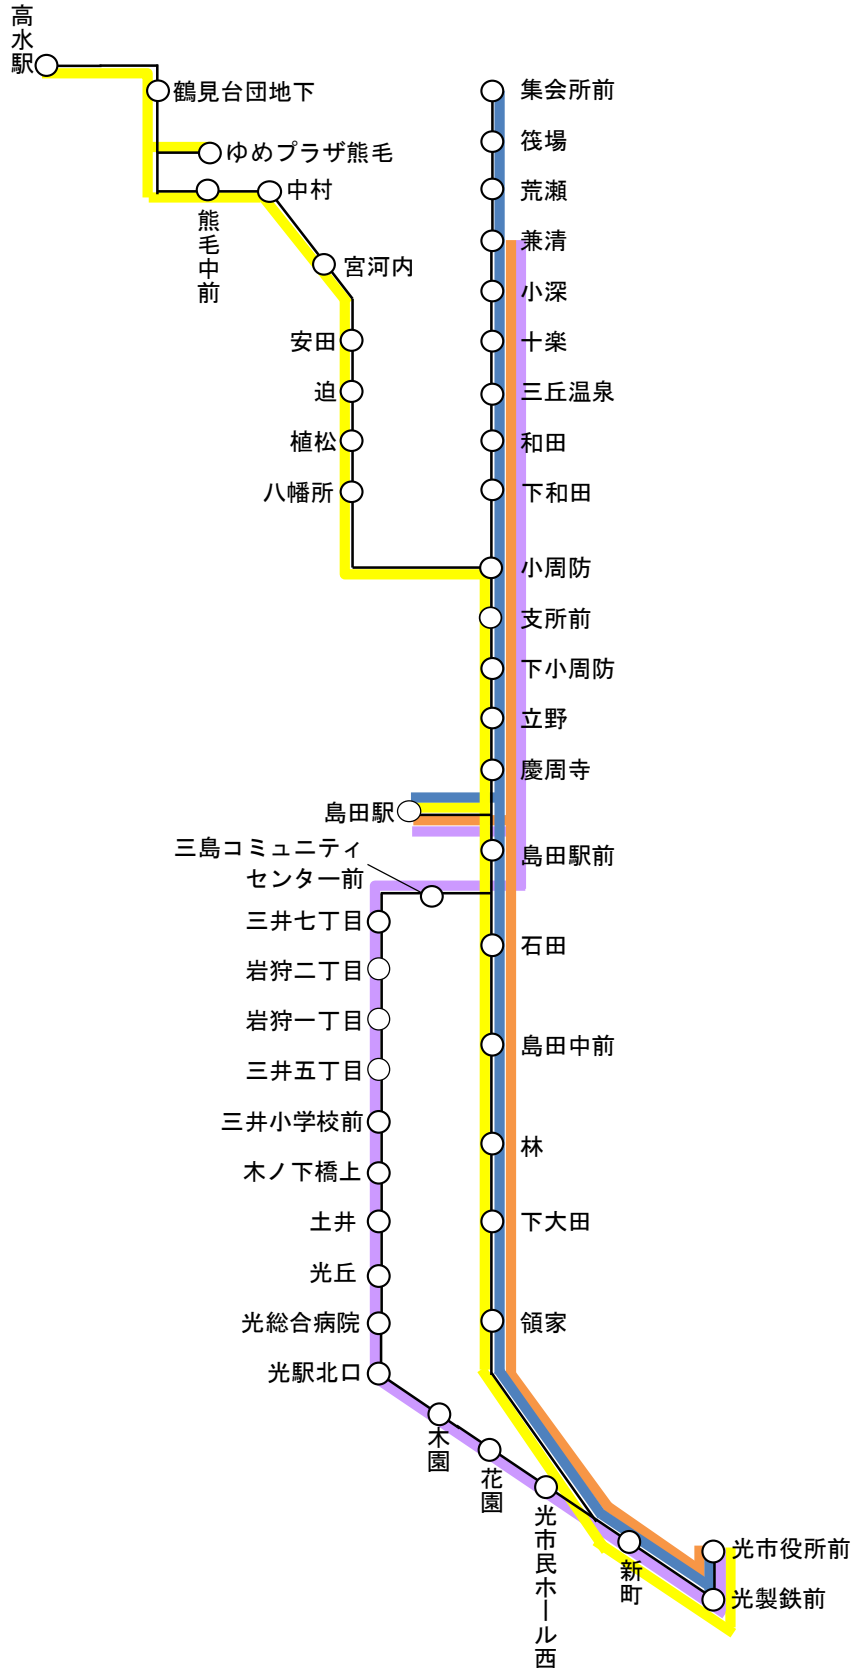 高水駅
鶴見台団地下
ゆめプラザ熊毛
熊毛中前
中村
宮河内
安田
迫
植松
八幡所
集会所前
筏場
荒瀬
兼清
小深
十楽
三丘温泉
和田
下和田
小周防
支所前
下小周防
立野
慶周寺
島田駅
島田駅前
三島コミュニティ
センター前
三井七丁目
岩狩二丁目
岩狩一丁目
三井五丁目
三井小学校前
木ノ下橋上
土井
光丘
光総合病院
光駅北口
石田
島田中前
林
下大田
領家
木園
花園
光市民ホール西
新町
光市役所前
光製鉄前